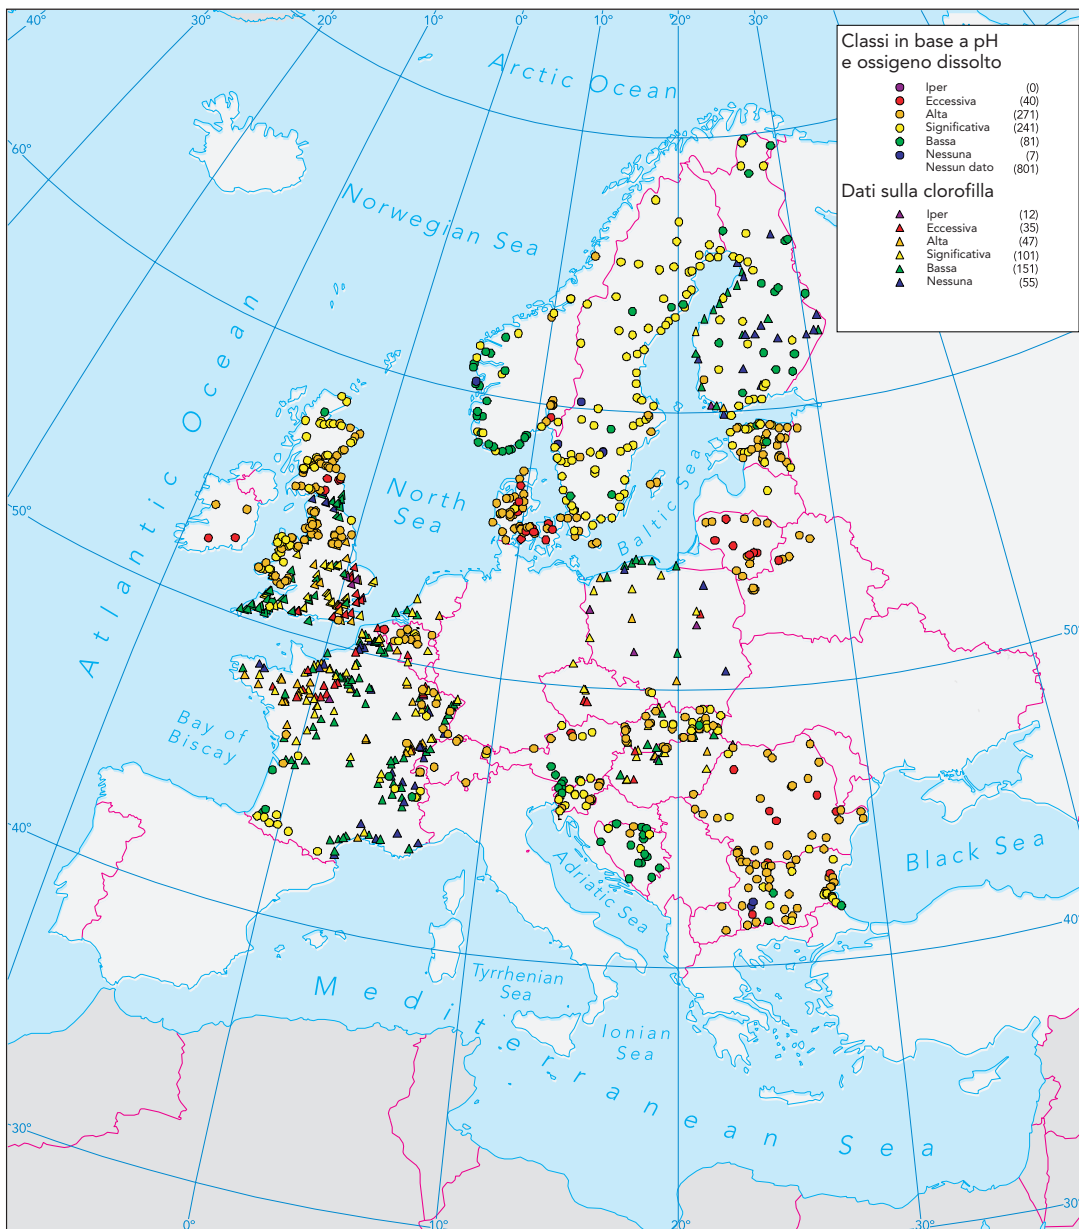 40°
30°
20°
10°
0°
10°
20°
30°
Classi in base a pH
e ossigeno dissolto
Iper (0)
Eccessiva (40)
Alta (271)
Significativa (241)
Bassa (81)
Nessuna (7)
Nessun dato (801)
Dati sulla clorofilla
Iper (12)
Eccessiva (35)
Alta (47)
Significativa (101)
Bassa (151)
Nessuna (55)
Arctic Ocean
60°
Norwegian Sea
Atlantic Ocean
North
Sea
Baltic Sea
50°
50°
Bay of
Biscay
40°
Black Sea
Adriatic Sea
40°
Tyrrhenian
Sea
Ionian
Sea
Mediterranean Sea
30°
30°
0°
10°
20°
30°